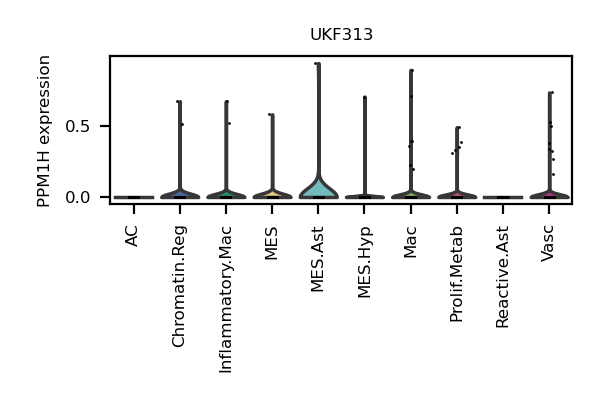 UKF313
PPM1H expression
0.5
0.0
AC
Chromatin.Reg
Inflammatory.Mac
MES
MES.Ast
MES.Hyp
Mac
Prolif.Metab
Reactive.Ast
Vasc